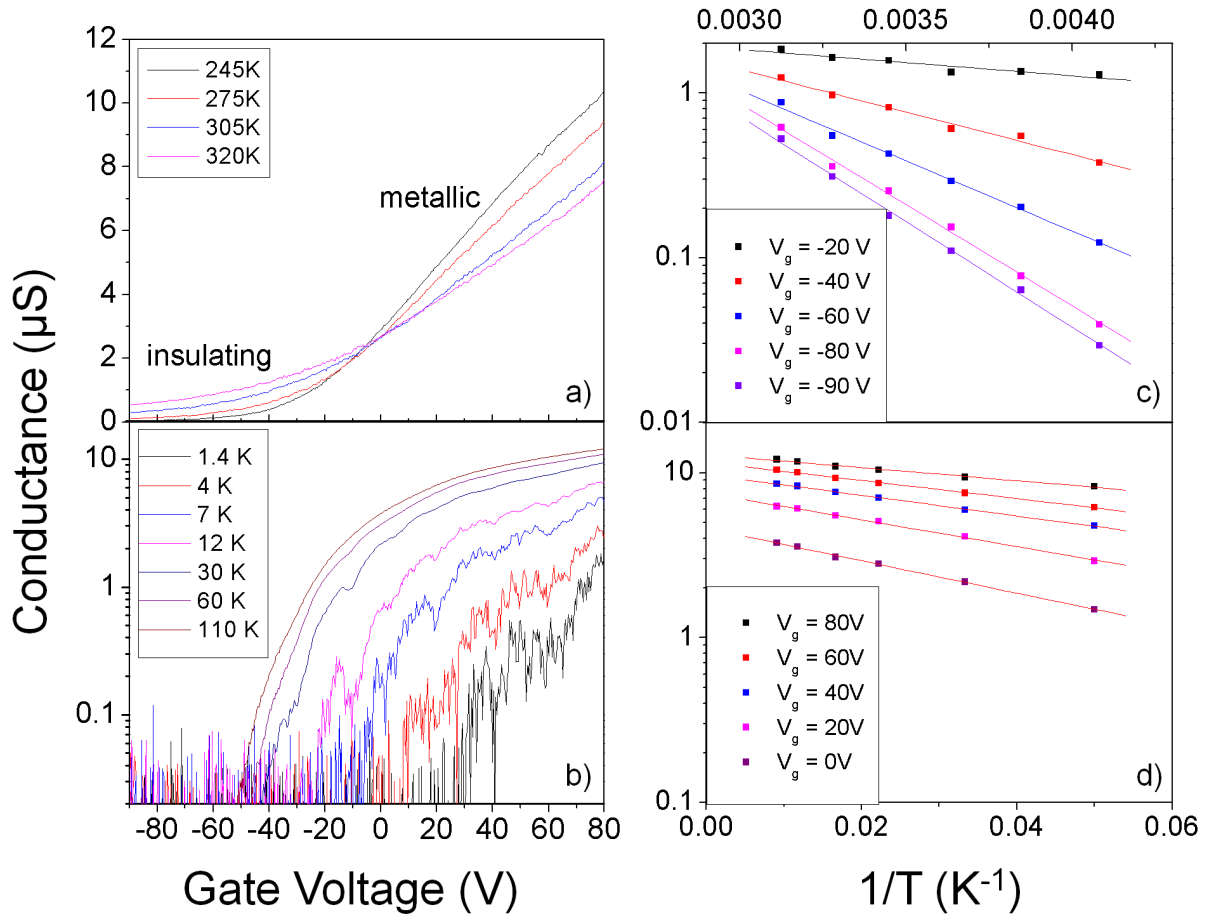 0.0030 0.0035 0.0040
12
10
8
6
4
2
0
245K
275K
305K
320K
metallic
insulating
a)
1
0.1
0.01
V_g = -20 V
V_g = -40 V
V_g = -60 V
V_g = -80 V
V_g = -90 V
c)
Conductance (µS)
10
1
0.1
1.4 K
4 K
7 K
12 K
30 K
60 K
110 K
b)
-80 -60 -40 -20 0 20 40 60 80
Gate Voltage (V)
10
1
0.1
V_g = 80V
V_g = 60V
V_g = 40V
V_g = 20V
V_g = 0V
d)
0.00 0.02 0.04 0.06
1/T (K⁻¹)